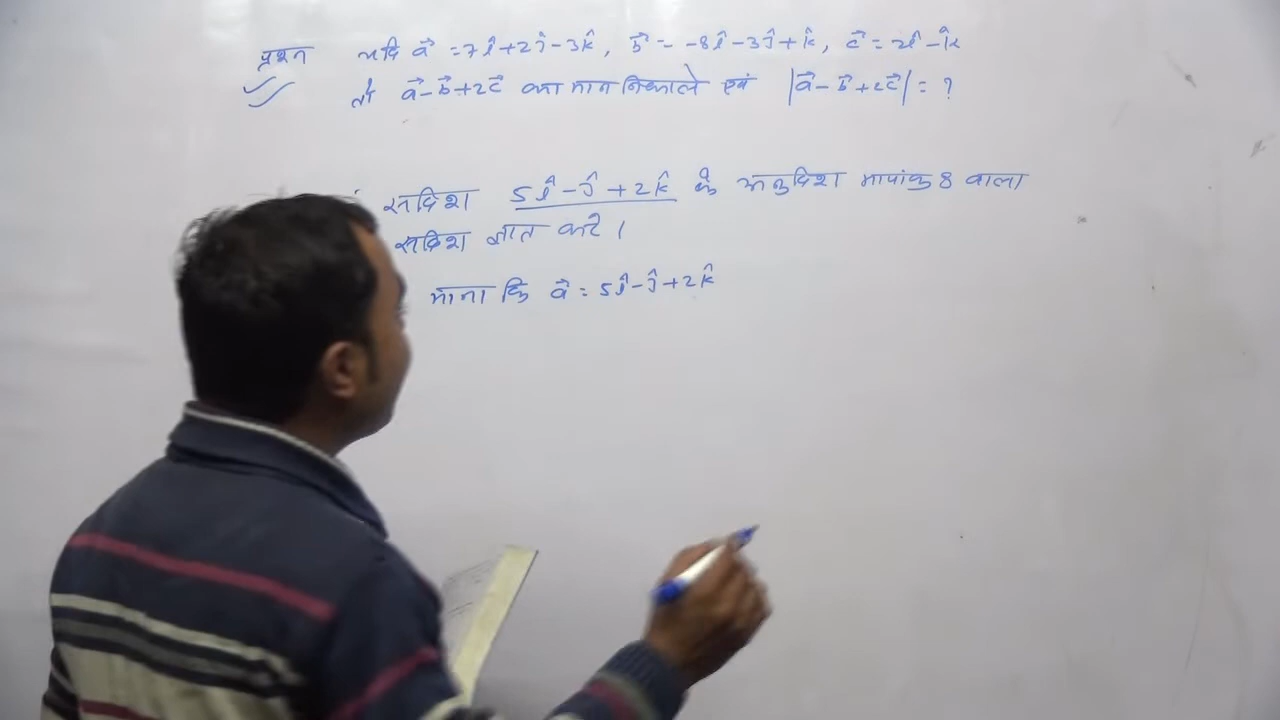 प्रश्न यदि a⃗ = 7î+2ĵ-3k̂, b⃗ = -8î-3ĵ+k̂, c⃗ = 2î-k̂
तो a⃗-b⃗+2c⃗ का मान निकाले एवं |a⃗-b⃗+2c⃗| = ?
सदिश 5î-ĵ+2k̂ के अनुदिश मापांक 8 वाला
सदिश ज्ञात करे।
माना कि a⃗ = 5î-ĵ+2k̂